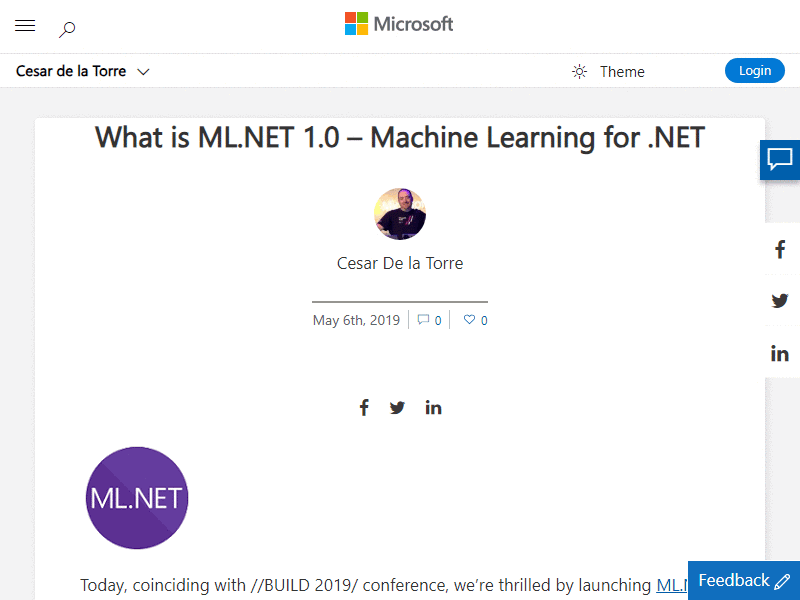 Microsoft
Cesar de la Torre
Theme
Login
What is ML.NET 1.0 – Machine Learning for .NET
Cesar De la Torre
May 6th, 2019
0
0
ML.NET
Today, coinciding with //BUILD 2019/ conference, we're thrilled by launching
Feedback